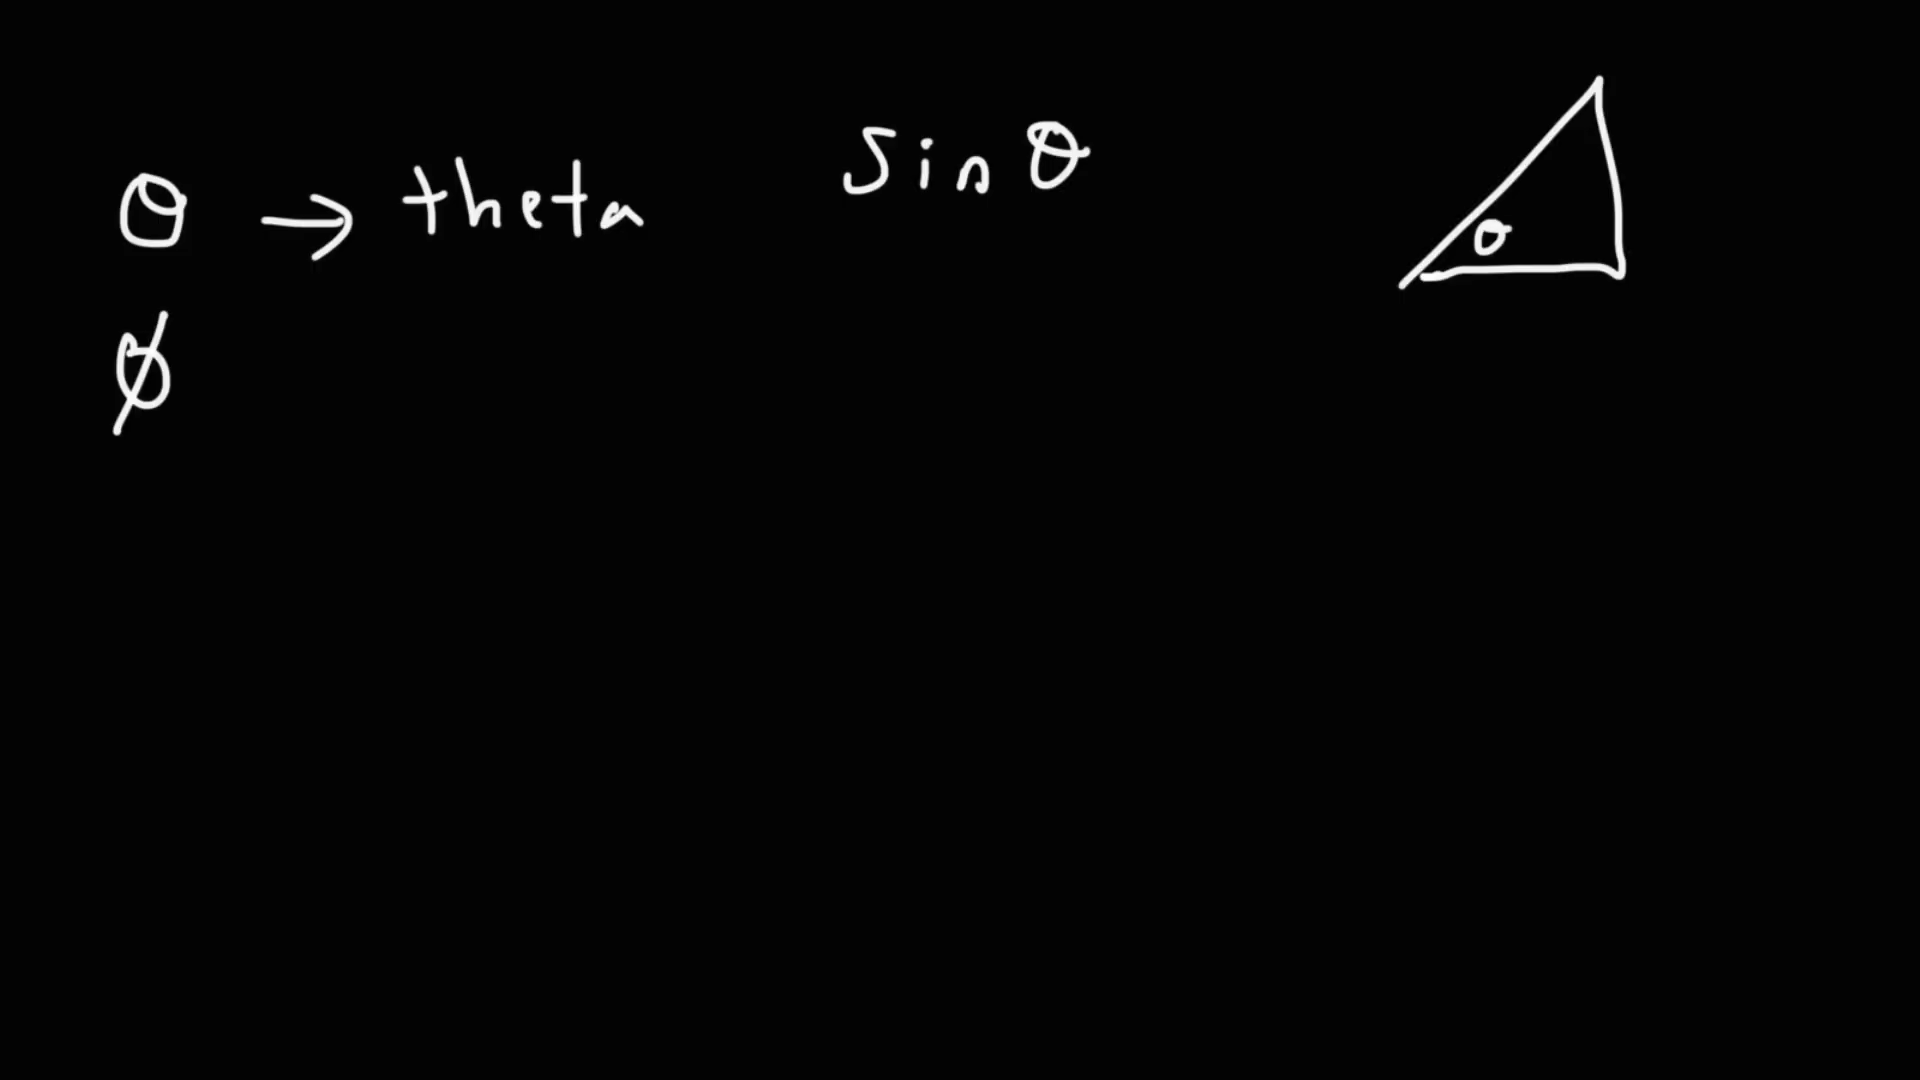 θ → theta
sin θ
θ
ϕ